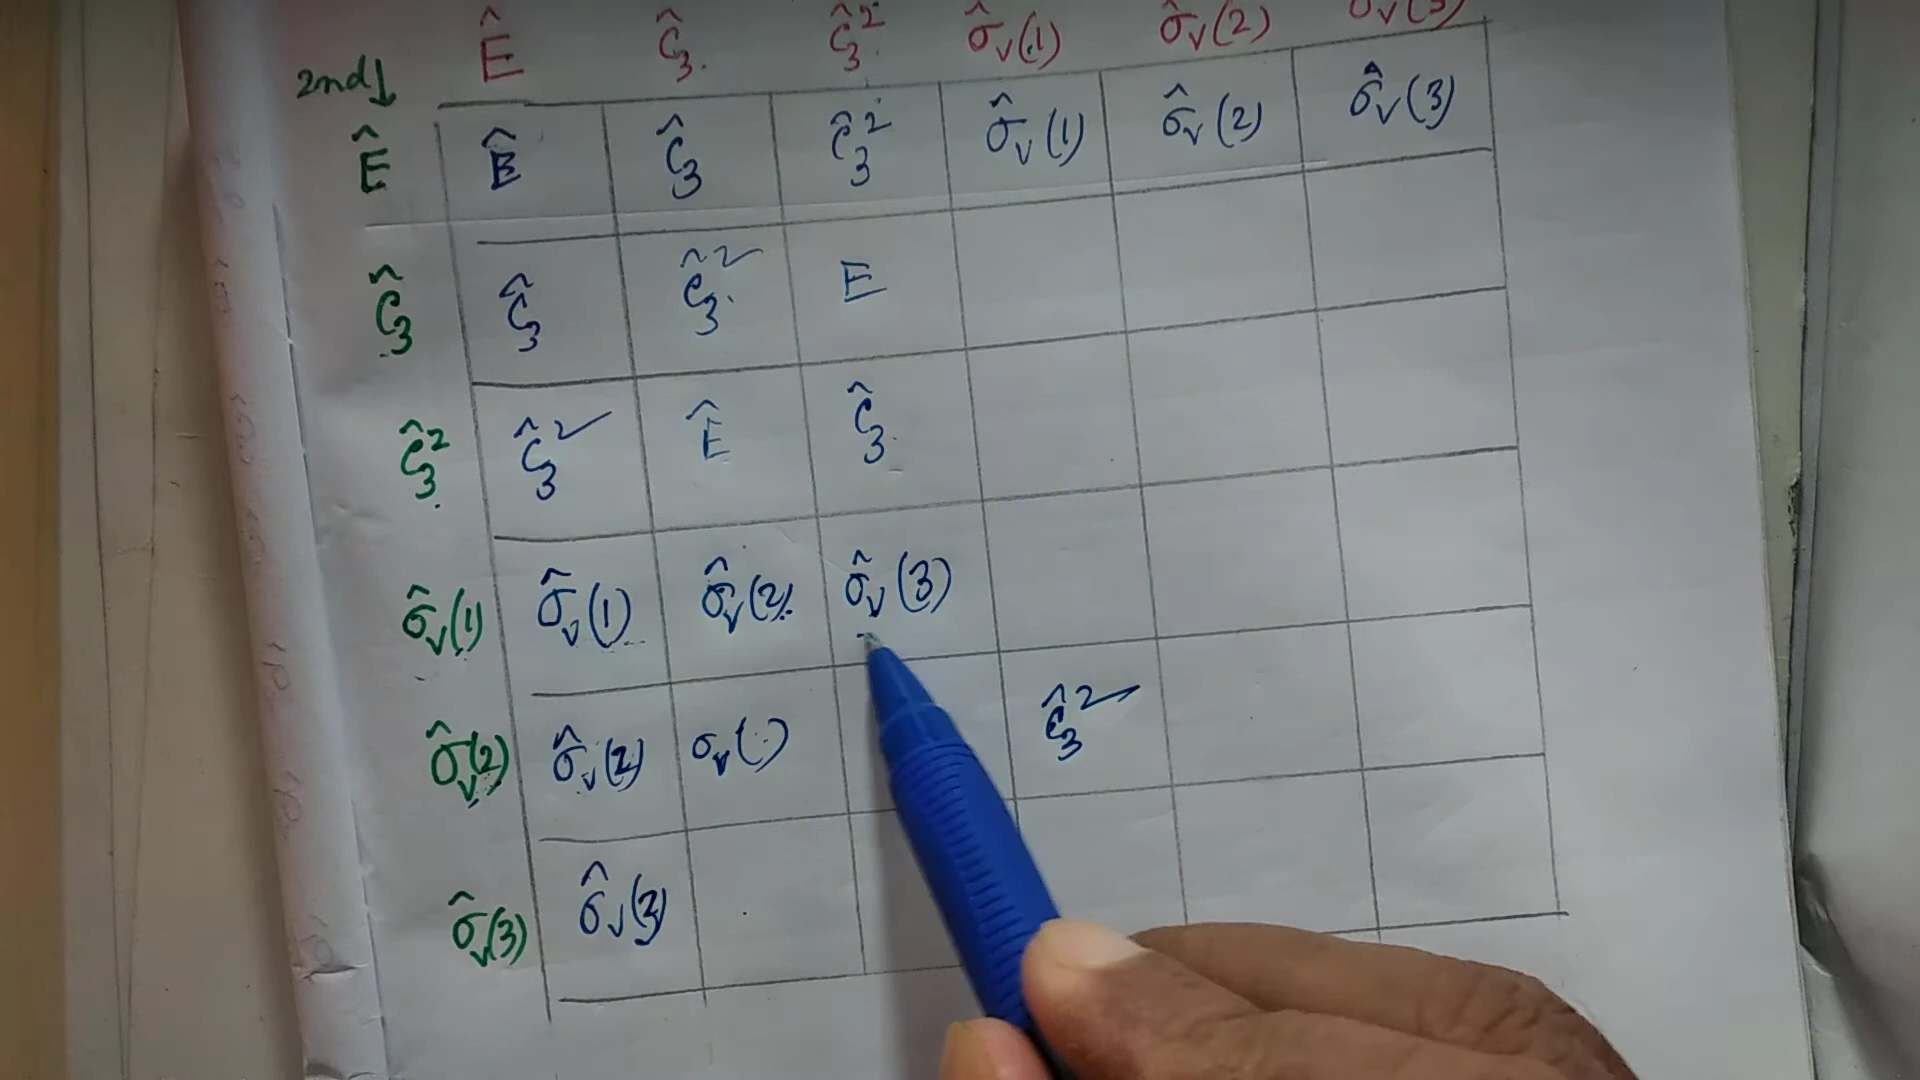 Ê Ĉ₃ Ĉ₃² σ̂ᵥ(1) σ̂ᵥ(2) σᵥ(3)
2nd↓
Ê Ê Ĉ₃ Ĉ₃² σ̂ᵥ(1) σ̂ᵥ(2) σ̂ᵥ(3)
Ĉ₃ Ĉ₃ Ĉ₃² E
Ĉ₃² Ĉ₃² Ê Ĉ₃
σ̂ᵥ(1) σ̂ᵥ(1) σ̂ᵥ(2) σ̂ᵥ(3)
σ̂ᵥ(2) σ̂ᵥ(2) σᵥ( ) Ĉ₃²
σ̂ᵥ(3) σ̂ᵥ(3)